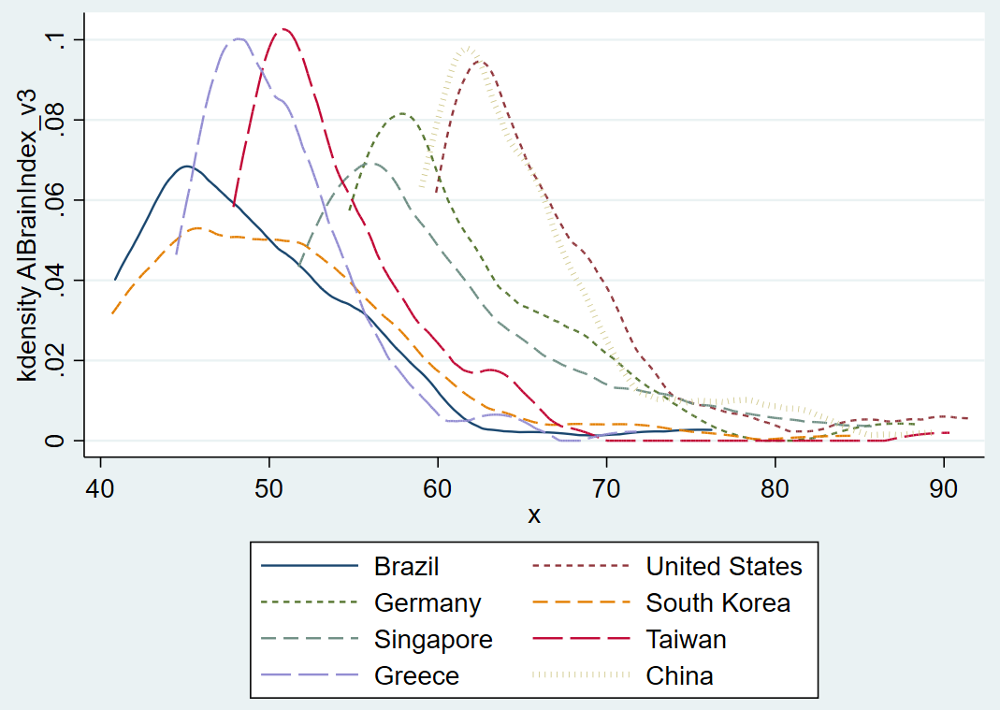 kdensity AIBrainIndex_v3
.1
.08
.06
.04
.02
0
40 50 60 70 80 90
x
Brazil United States
Germany South Korea
Singapore Taiwan
Greece China